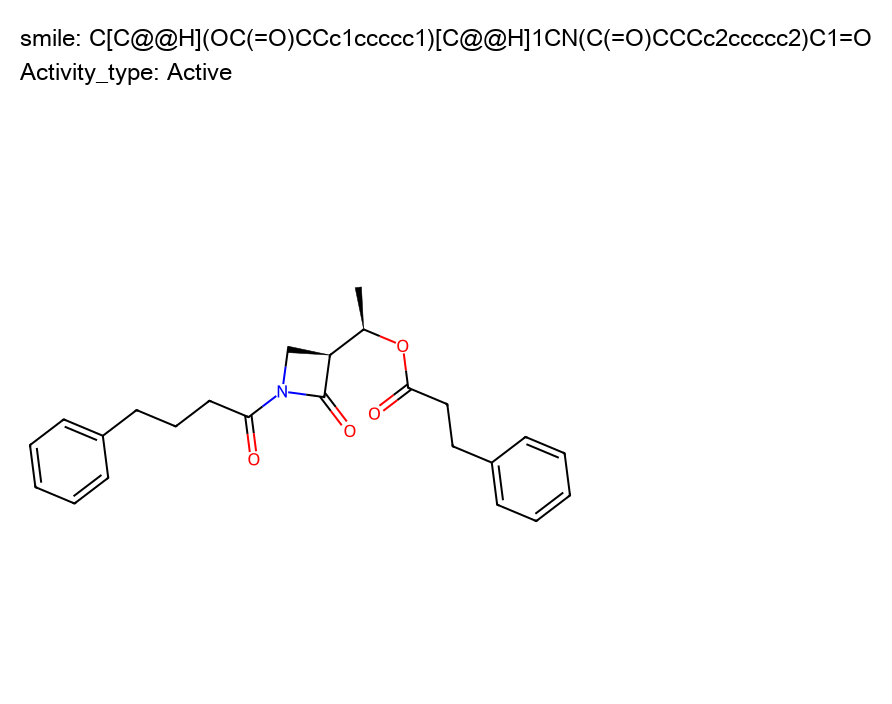 smile: C[C@@H](OC(=O)CCc1ccccc1)[C@@H]1CN(C(=O)CCCc2ccccc2)C1=O
Activity_type: Active
O
N
O
O
O